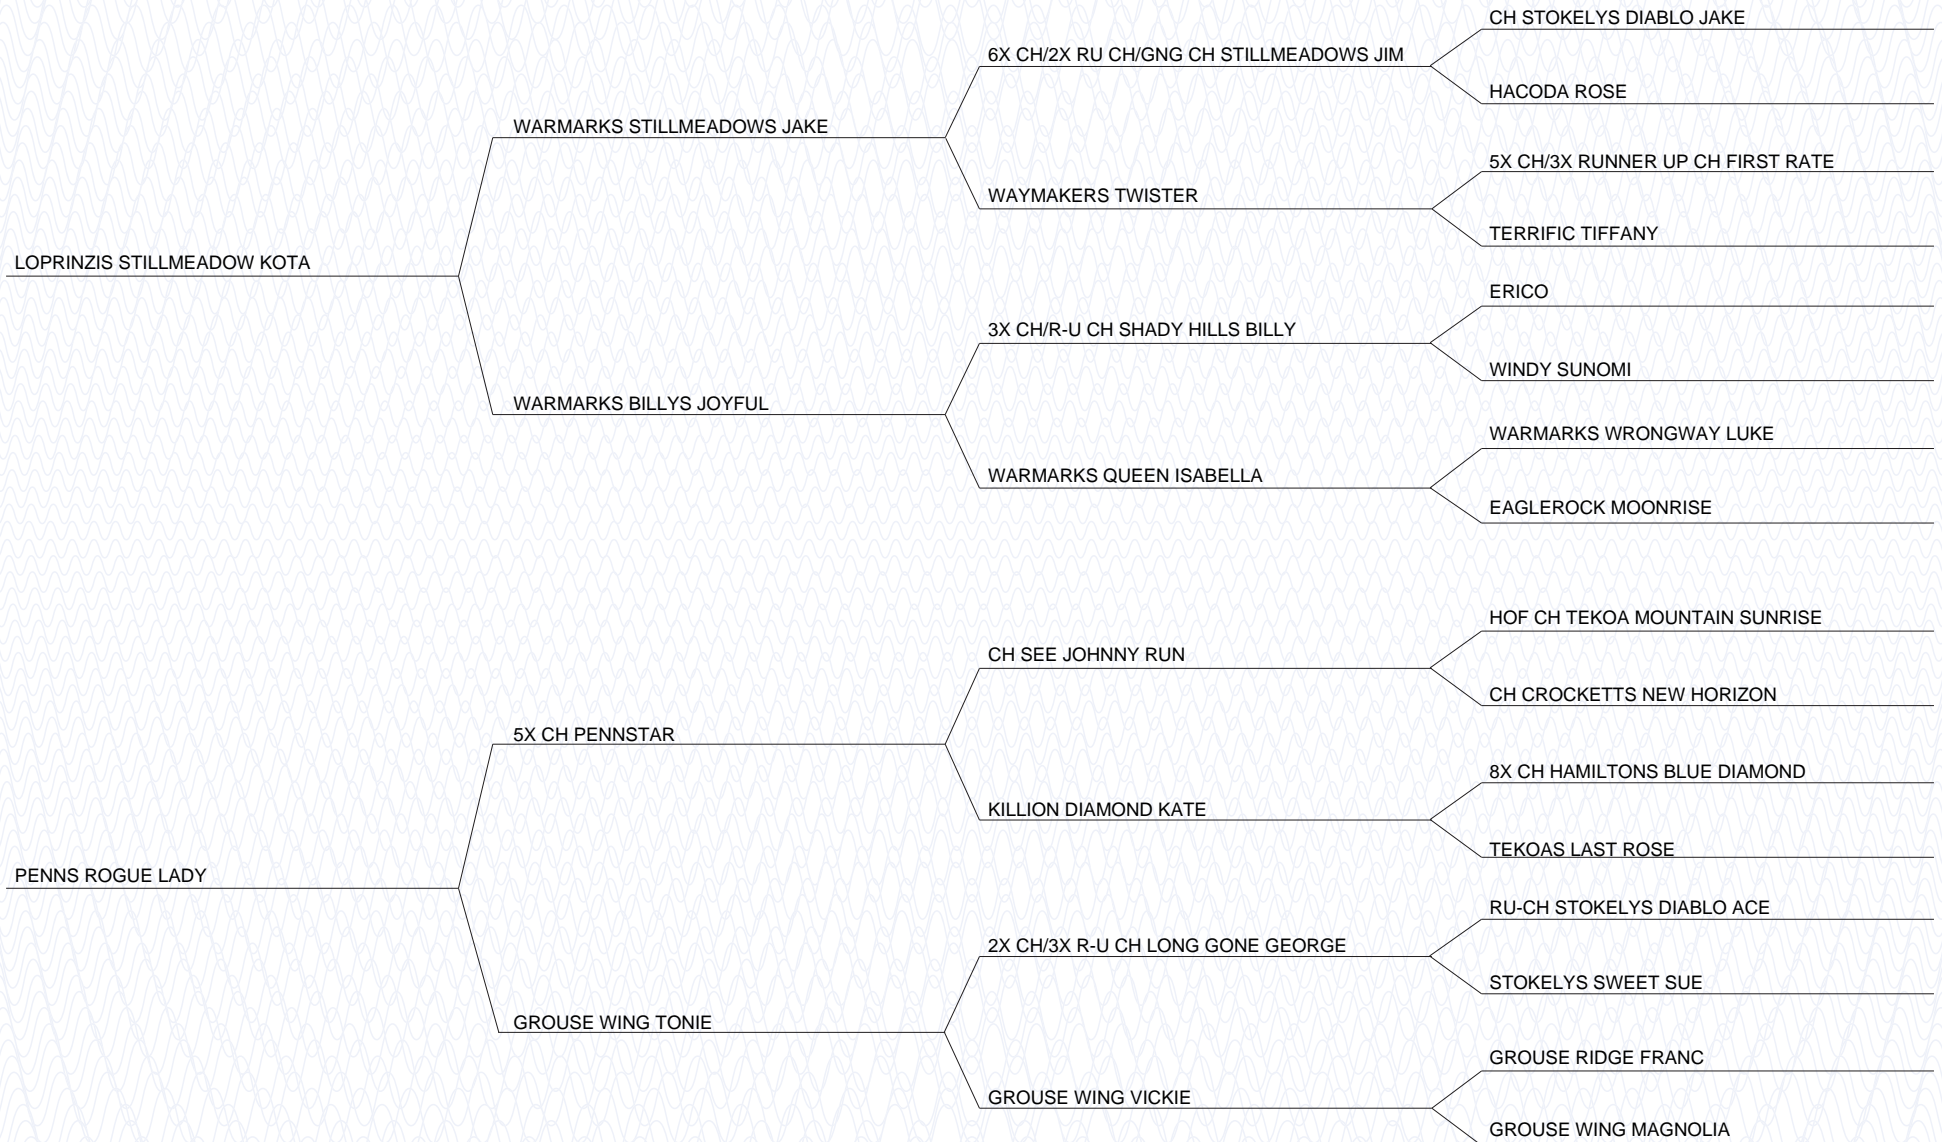 CH STOKELYS DIABLO JAKE
6X CH/2X RU CH/GNG CH STILLMEADOWS JIM
HACODA ROSE
WARMARKS STILLMEADOWS JAKE
5X CH/3X RUNNER UP CH FIRST RATE
WAYMAKERS TWISTER
TERRIFIC TIFFANY
LOPRINZIS STILLMEADOW KOTA
ERICO
3X CH/R-U CH SHADY HILLS BILLY
WINDY SUNOMI
WARMARKS BILLYS JOYFUL
WARMARKS WRONGWAY LUKE
WARMARKS QUEEN ISABELLA
EAGLEROCK MOONRISE
HOF CH TEKOA MOUNTAIN SUNRISE
CH SEE JOHNNY RUN
CH CROCKETTS NEW HORIZON
5X CH PENNSTAR
8X CH HAMILTONS BLUE DIAMOND
KILLION DIAMOND KATE
TEKOAS LAST ROSE
PENNS ROGUE LADY
RU-CH STOKELYS DIABLO ACE
2X CH/3X R-U CH LONG GONE GEORGE
STOKELYS SWEET SUE
GROUSE WING TONIE
GROUSE RIDGE FRANC
GROUSE WING VICKIE
GROUSE WING MAGNOLIA